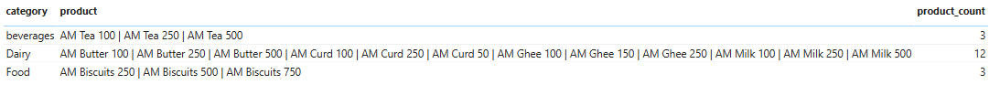 category product product_count
beverages AM Tea 100 | AM Tea 250 | AM Tea 500 3
Dairy AM Butter 100 | AM Butter 250 | AM Butter 500 | AM Curd 100 | AM Curd 250 | AM Curd 50 | AM Ghee 100 | AM Ghee 150 | AM Ghee 250 | AM Milk 100 | AM Milk 250 | AM Milk 500 12
Food AM Biscuits 250 | AM Biscuits 500 | AM Biscuits 750 3